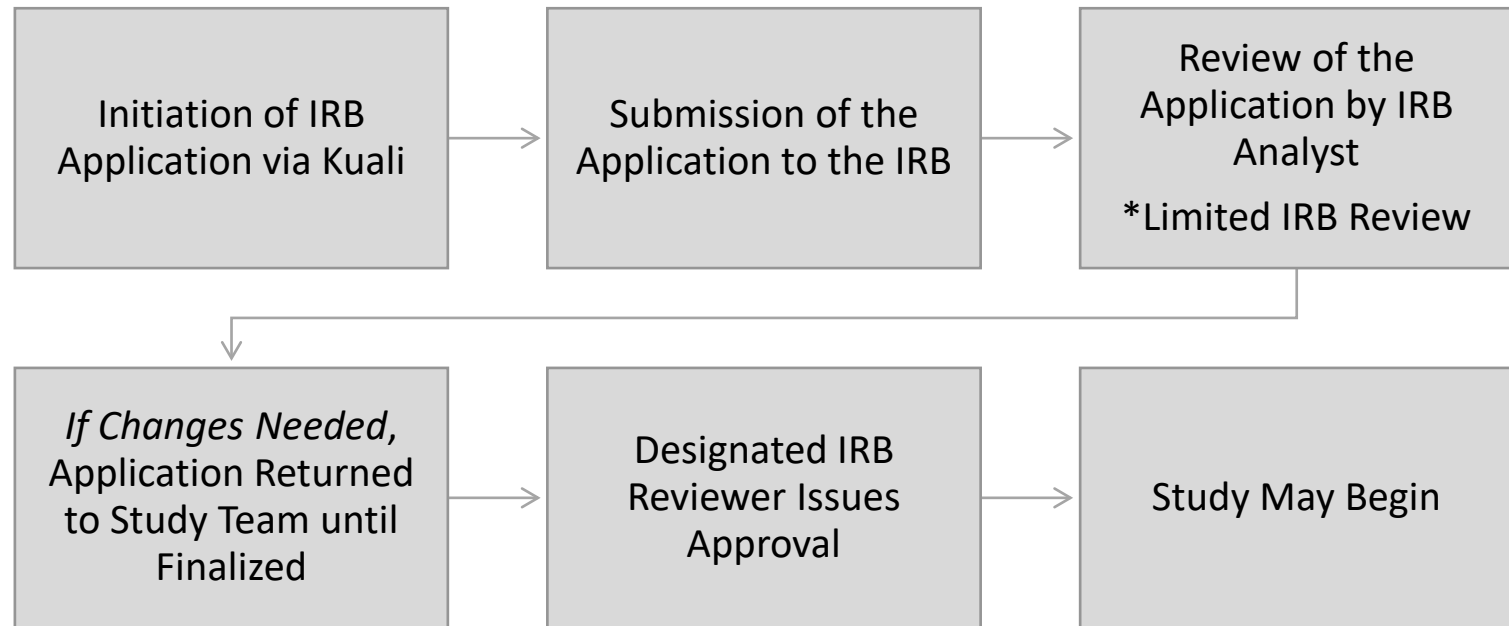 Initiation of IRB
Application via Kuali
Submission of the
Application to the IRB
Review of the
Application by IRB
Analyst
*Limited IRB Review
If Changes Needed,
Application Returned
to Study Team until
Finalized
Designated IRB
Reviewer Issues
Approval
Study May Begin